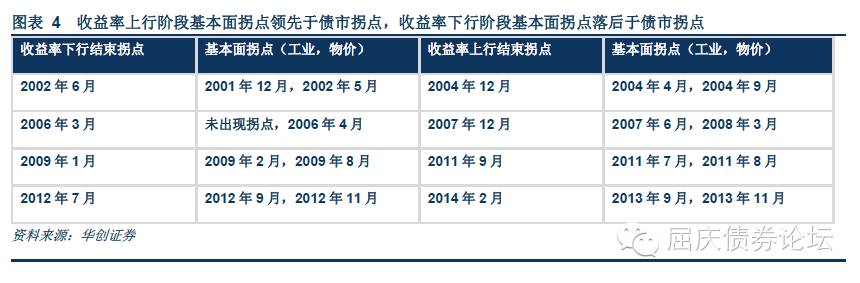 图表 4 收益率上行阶段基本面拐点领先于债市拐点，收益率下行阶段基本面拐点落后于债市拐点
收益率下行结束拐点 基本面拐点（工业，物价） 收益率上行结束拐点 基本面拐点（工业，物价）
2002 年 6 月 2001 年 12 月，2002 年 5 月 2004 年 12 月 2004 年 4 月，2004 年 9 月
2006 年 3 月 未出现拐点，2006 年 4 月 2007 年 12 月 2007 年 6 月，2008 年 3 月
2009 年 1 月 2009 年 2 月，2009 年 8 月 2011 年 9 月 2011 年 7 月，2011 年 8 月
2012 年 7 月 2012 年 9 月，2012 年 11 月 2014 年 2 月 2013 年 9 月，2013 年 11 月
资料来源：华创证券
屈庆债券论坛